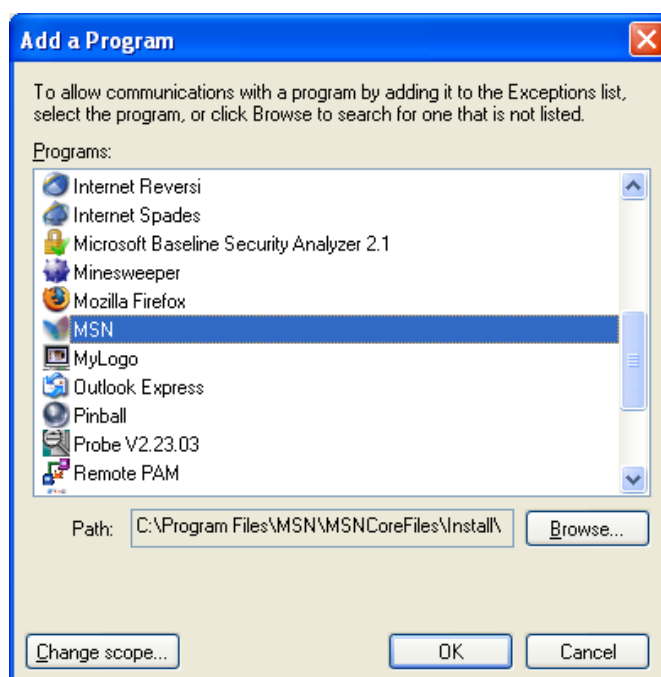 Add a Program
To allow communications with a program by adding it to the Exceptions list,
select the program, or click Browse to search for one that is not listed.
Programs:
Internet Reversi
Internet Spades
Microsoft Baseline Security Analyzer 2.1
Minesweeper
Mozilla Firefox
MSN
MyLogo
Outlook Express
Pinball
Probe V2.23.03
Remote PAM
Path: C:\Program Files\MSN\MSNCoreFiles\Install\ Browse...
Change scope... OK Cancel